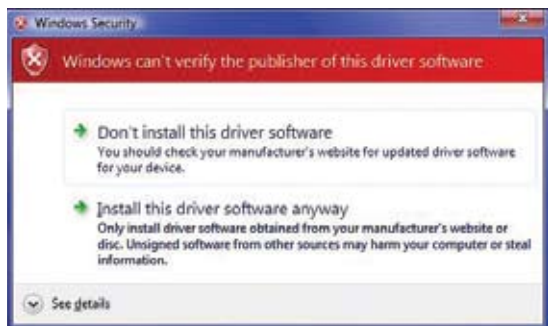 Windows Security
Windows can't verify the publisher of this driver software
Don't install this driver software
You should check your manufacturer's website for updated driver software
for your device.
Install this driver software anyway
Only install driver software obtained from your manufacturer's website or
disc. Unsigned software from other sources may harm your computer or steal
information.
See details